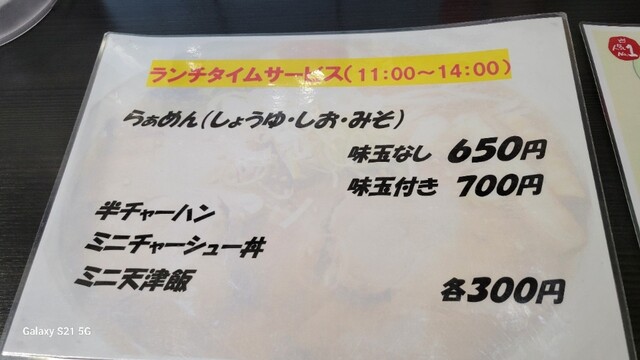 ランチタイムサービス(11:00～14:00)
らぁめん(しょうゆ・しお・みそ)
味玉なし 650円
味玉付き 700円
半チャーハン
ミニチャーシュー丼
ミニ天津飯
各300円
Galaxy S21 5G